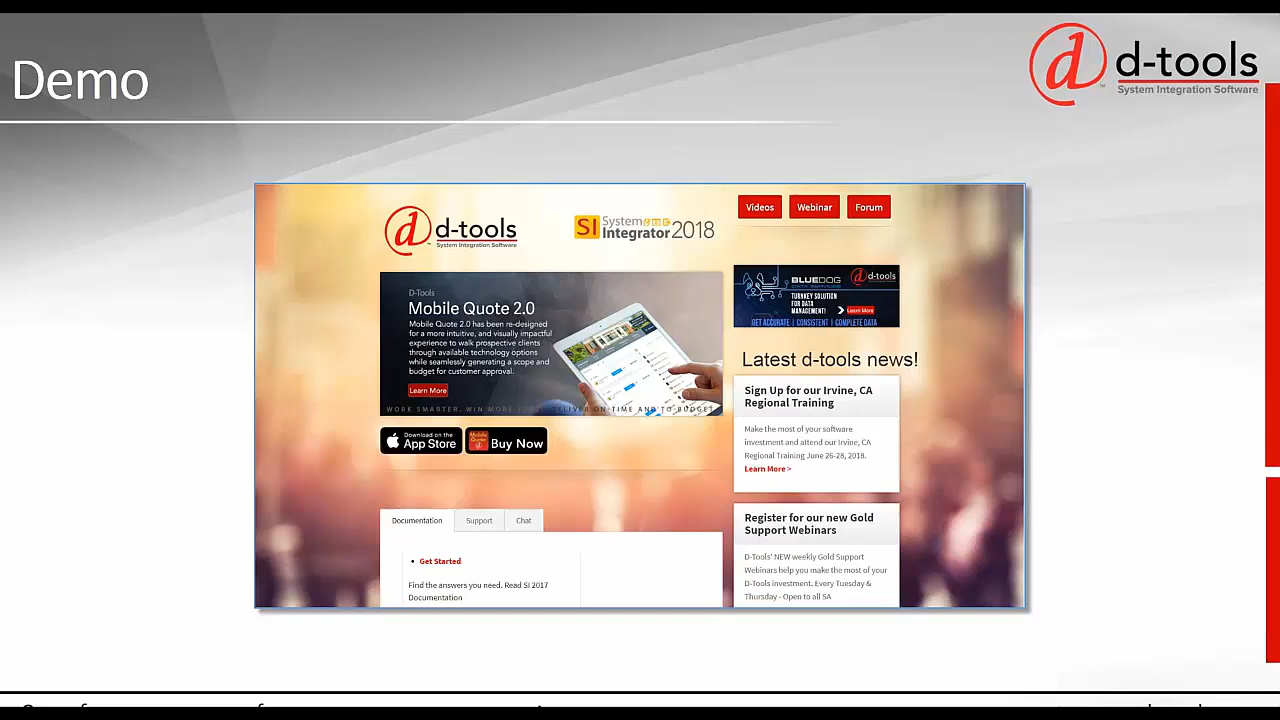 Demo
d-tools
System Integration Software
d-tools
System Integration Software
SI System
Integrator 2018
Videos
Webinar
Forum
D-Tools
Mobile Quote 2.0
Mobile Quote 2.0 has been re-designed
for a more intuitive, and visually impactful
experience to walk prospective clients
through available technology options
while seamlessly generating a scope and
budget for customer approval.
Learn More
WORK SMARTER. WIN MORE
ON-TIME AND TO-BUDGET
Download on the
App Store
Mobile
Quote
Buy Now
BLUEDOG
DATA SERVICES
d-tools
TURNKEY SOLUTION
FOR DATA
MANAGEMENT!
Learn More
GET ACCURATE | CONSISTENT | COMPLETE DATA
Latest d-tools news!
Sign Up for our Irvine, CA
Regional Training
Make the most of your software
investment and attend our Irvine, CA
Regional Training June 26-28, 2018.
Learn More >
Register for our new Gold
Support Webinars
D-Tools' NEW weekly Gold Support
Webinars help you make the most of your
D-Tools investment. Every Tuesday &
Thursday - Open to all SA
Documentation
Support
Chat
• Get Started
Find the answers you need. Read SI 2017
Documentation